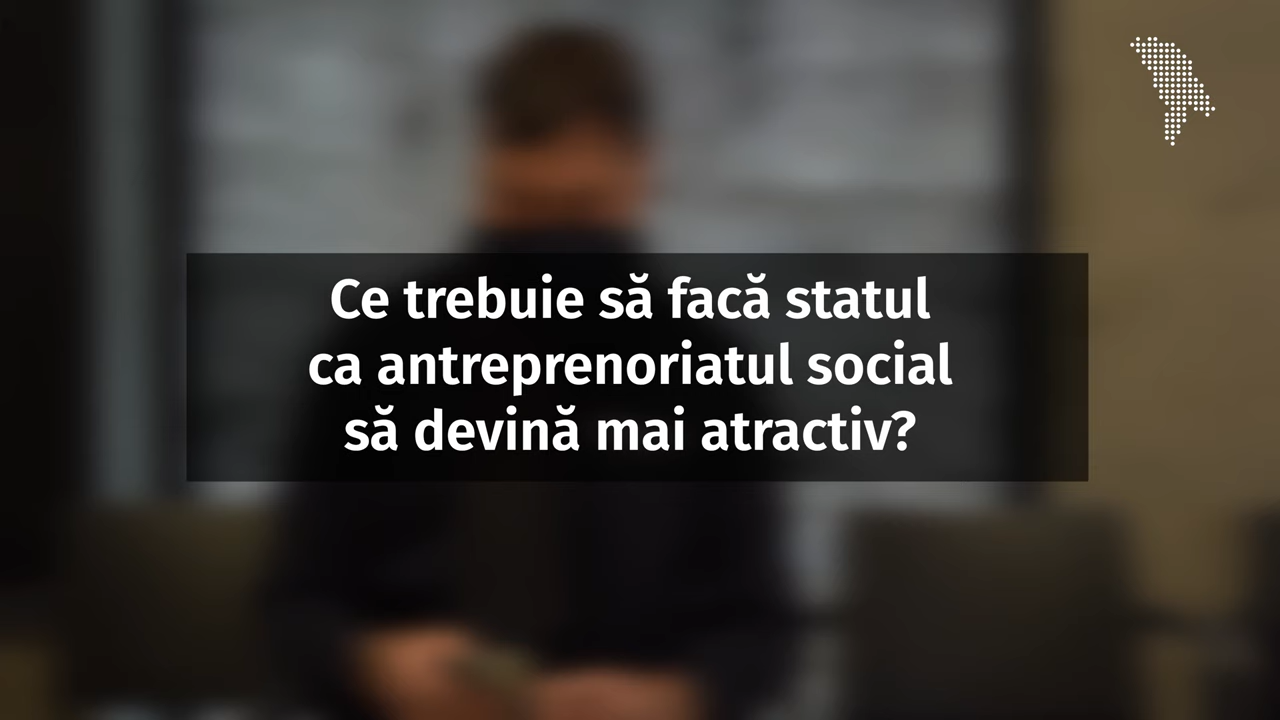 Ce trebuie să facă statul
ca antreprenoriatul social
să devină mai atractiv?